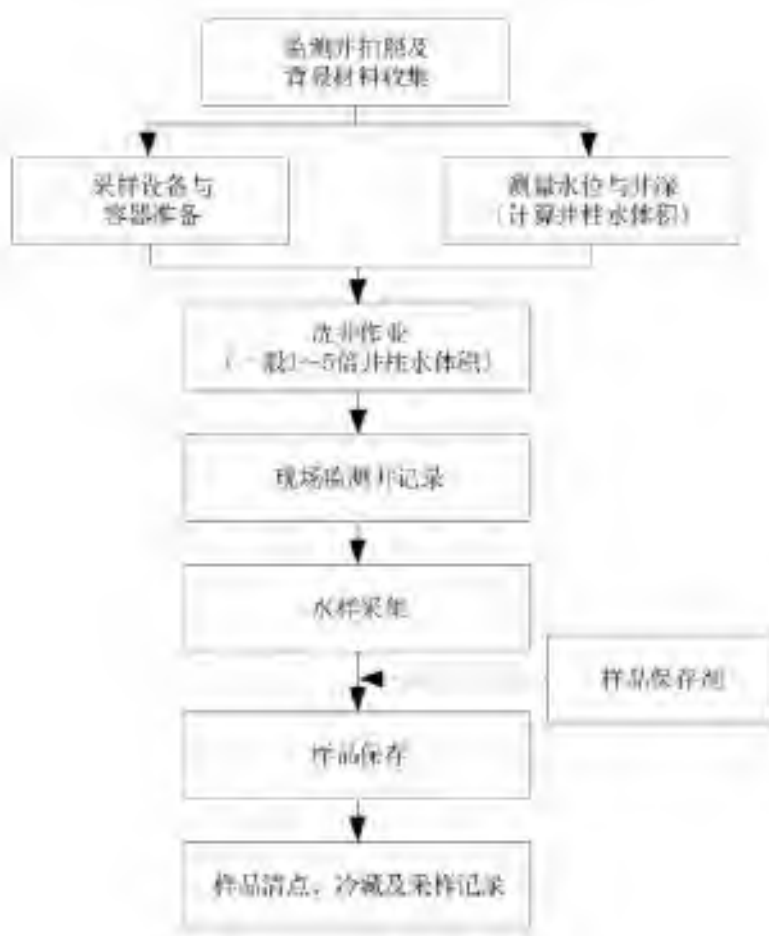 监测井拍照及
背景材料收集
采样设备与
容器准备
测量水位与井深
(计算井柱水体积)
洗井作业
(一般3~5倍井柱水体积)
现场监测并记录
水样采集
样品保存剂
样品保存
样品清点、冷藏及采样记录